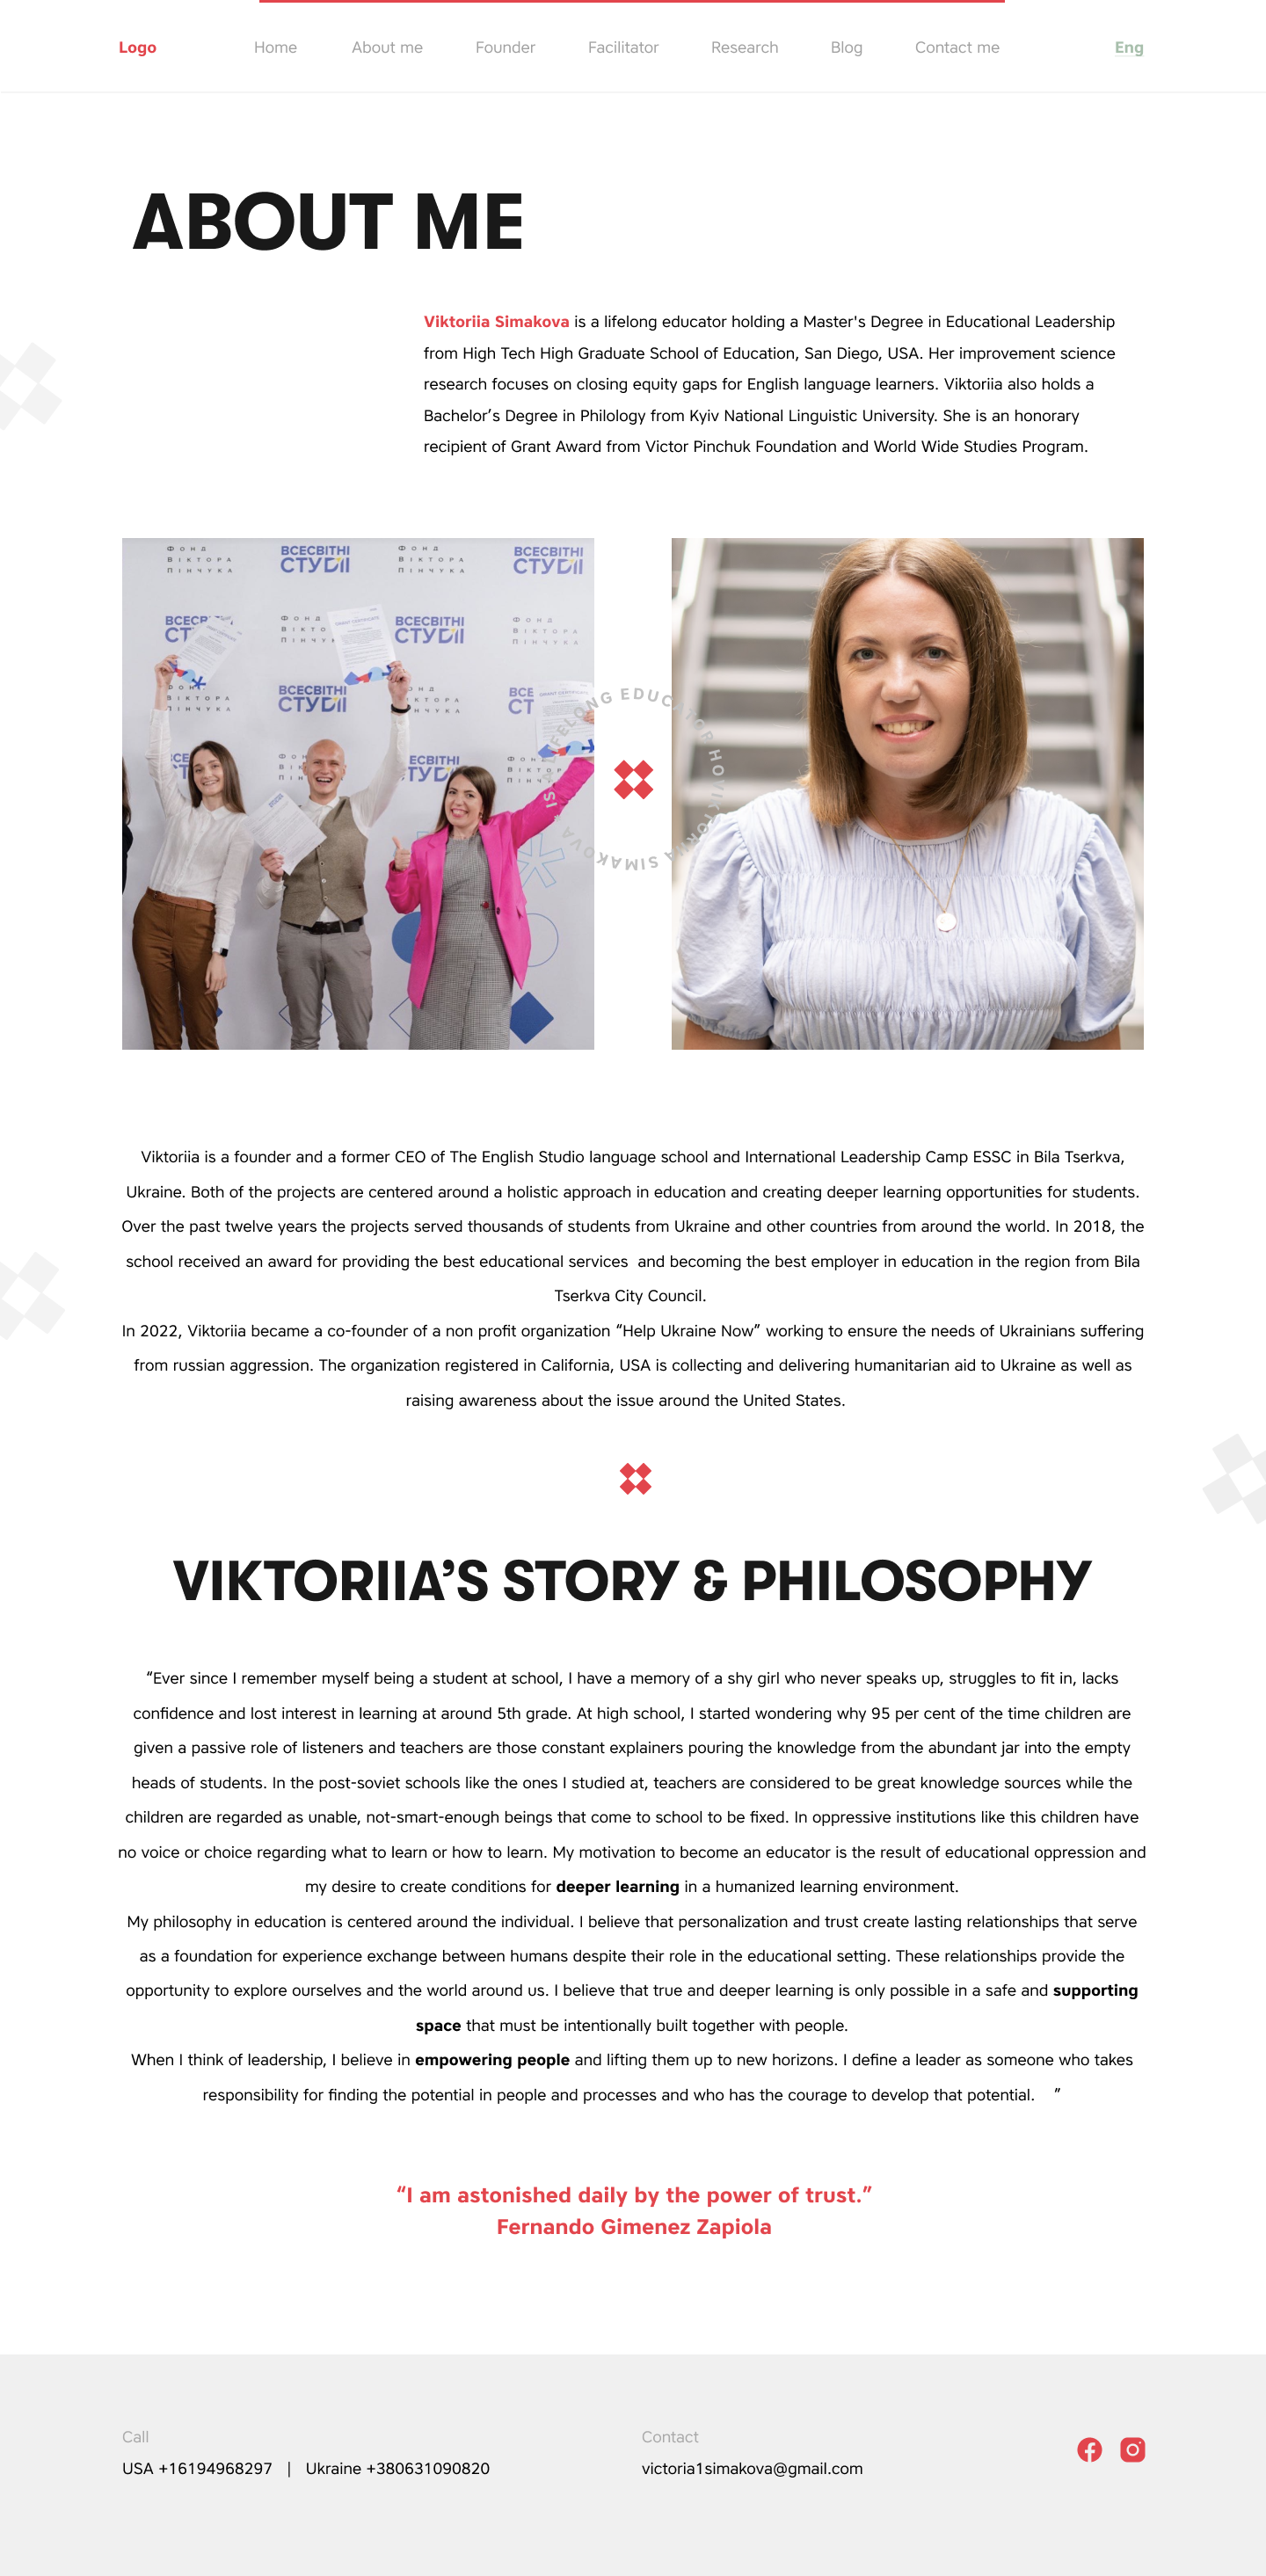 Logo
Home
About me
Founder
Facilitator
Research
Blog
Contact me
Eng
ABOUT ME
Viktoriia Simakova is a lifelong educator holding a Master's Degree in Educational Leadership
from High Tech High Graduate School of Education, San Diego, USA. Her improvement science
research focuses on closing equity gaps for English language learners. Viktoriia also holds a
Bachelor’s Degree in Philology from Kyiv National Linguistic University. She is an honorary
recipient of Grant Award from Victor Pinchuk Foundation and World Wide Studies Program.
ФОНД
ВІКТОРА
ПІНЧУКА
ВСЕСВІТНІ
СТУДІЇ
ФОНД
ВІКТОРА
ПІНЧУКА
ВСЕСВІТНІ
СТУДІЇ
ВСЕСВІТНІ
ФОНД
ВСЕСВІТНІ
СТУДІЇ
ФОНД
ВІКТОРА
ПІНЧУКА
ВІКТОРА
ПІНЧУКА
ВСЕСВІТНІ
СТУДІЇ
VIKTORIIA SIMAKOVA IS A LIFELONG EDUCATOR HO
Viktoriia is a founder and a former CEO of The English Studio language school and International Leadership Camp ESSC in Bila Tserkva,
Ukraine. Both of the projects are centered around a holistic approach in education and creating deeper learning opportunities for students.
Over the past twelve years the projects served thousands of students from Ukraine and other countries from around the world. In 2018, the
school received an award for providing the best educational services  and becoming the best employer in education in the region from Bila
Tserkva City Council.
In 2022, Viktoriia became a co-founder of a non profit organization “Help Ukraine Now” working to ensure the needs of Ukrainians suffering
from russian aggression. The organization registered in California, USA is collecting and delivering humanitarian aid to Ukraine as well as
raising awareness about the issue around the United States.
VIKTORIIA’S STORY & PHILOSOPHY
“Ever since I remember myself being a student at school, I have a memory of a shy girl who never speaks up, struggles to fit in, lacks
confidence and lost interest in learning at around 5th grade. At high school, I started wondering why 95 per cent of the time children are
given a passive role of listeners and teachers are those constant explainers pouring the knowledge from the abundant jar into the empty
heads of students. In the post-soviet schools like the ones I studied at, teachers are considered to be great knowledge sources while the
children are regarded as unable, not-smart-enough beings that come to school to be fixed. In oppressive institutions like this children have
no voice or choice regarding what to learn or how to learn. My motivation to become an educator is the result of educational oppression and
my desire to create conditions for deeper learning in a humanized learning environment.
My philosophy in education is centered around the individual. I believe that personalization and trust create lasting relationships that serve
as a foundation for experience exchange between humans despite their role in the educational setting. These relationships provide the
opportunity to explore ourselves and the world around us. I believe that true and deeper learning is only possible in a safe and supporting
space that must be intentionally built together with people.
When I think of leadership, I believe in empowering people and lifting them up to new horizons. I define a leader as someone who takes
responsibility for finding the potential in people and processes and who has the courage to develop that potential.    ”
“I am astonished daily by the power of trust.”
Fernando Gimenez Zapiola
Call
USA +16194968297   |   Ukraine +380631090820
Contact
victoria1simakova@gmail.com